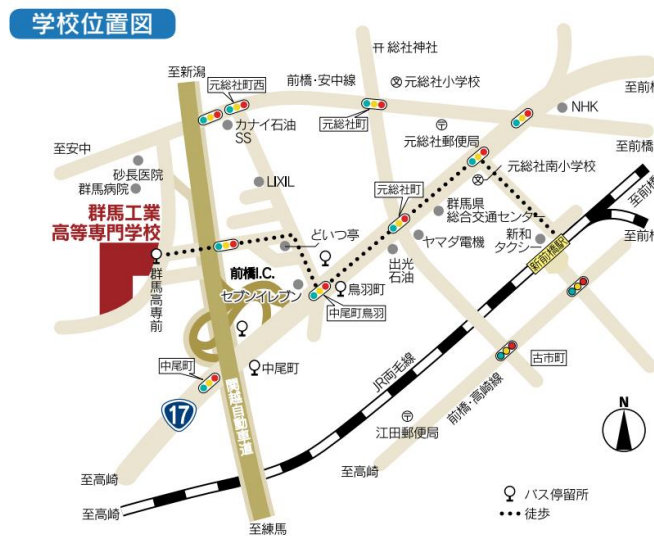 学校位置図
至新潟
元総社町西
前橋・安中線
総社神社
元総社小学校
NHK
至前橋
カナイ石油
SS
元総社町
元総社郵便局
至前橋
至安中
砂長医院
群馬病院
LIXIL
元総社町
元総社南小学校
至前橋
群馬工業
高等専門学校
群馬県
総合交通センター
どいつ亭
ヤマダ電機
新和
タクシー
至前橋
新前橋駅
群馬高専前
前橋I.C.
セブンイレブン
出光
石油
鳥羽町
中尾町鳥羽
中尾町
中尾町
古市町
17
関越自動車道
JR両毛線
前橋・高崎線
N
江田郵便局
至高崎
至高崎
至高崎
至練馬
バス停留所
徒歩